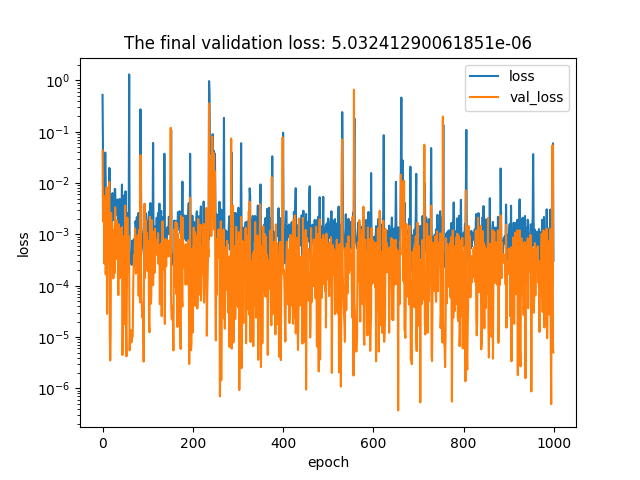 The final validation loss: 5.03241290061851e-06
loss
val_loss
10⁰
10⁻¹
10⁻²
10⁻³
10⁻⁴
10⁻⁵
10⁻⁶
loss
0 200 400 600 800 1000
epoch